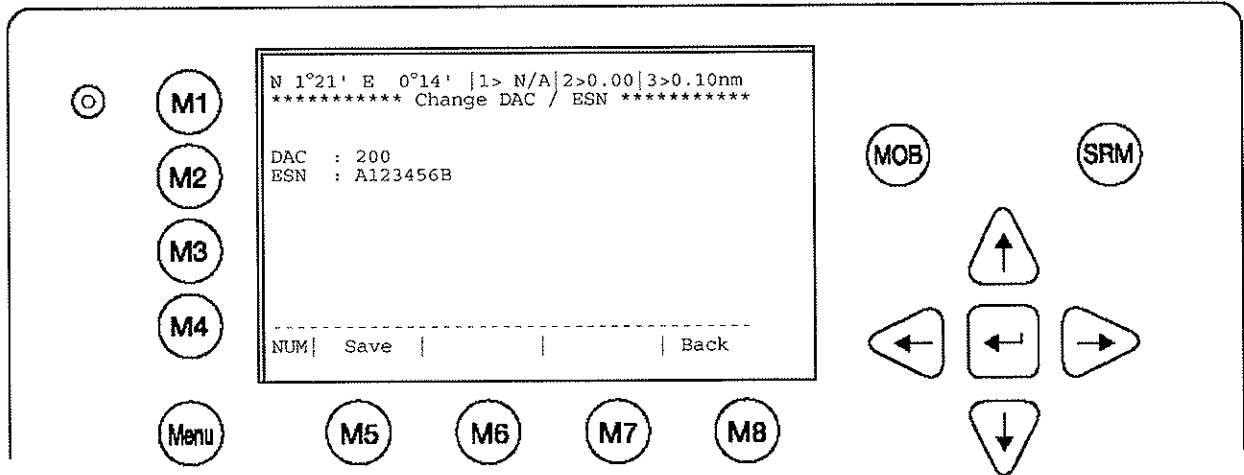 N 1°21' E 0°14' |1> N/A|2>0.00|3>0.10nm
*********** Change DAC / ESN ***********
DAC : 200
ESN : A123456B
NUM| Save | | | Back
M1
M2
M3
M4
Menu
M5 M6 M7 M8
MOB SRM